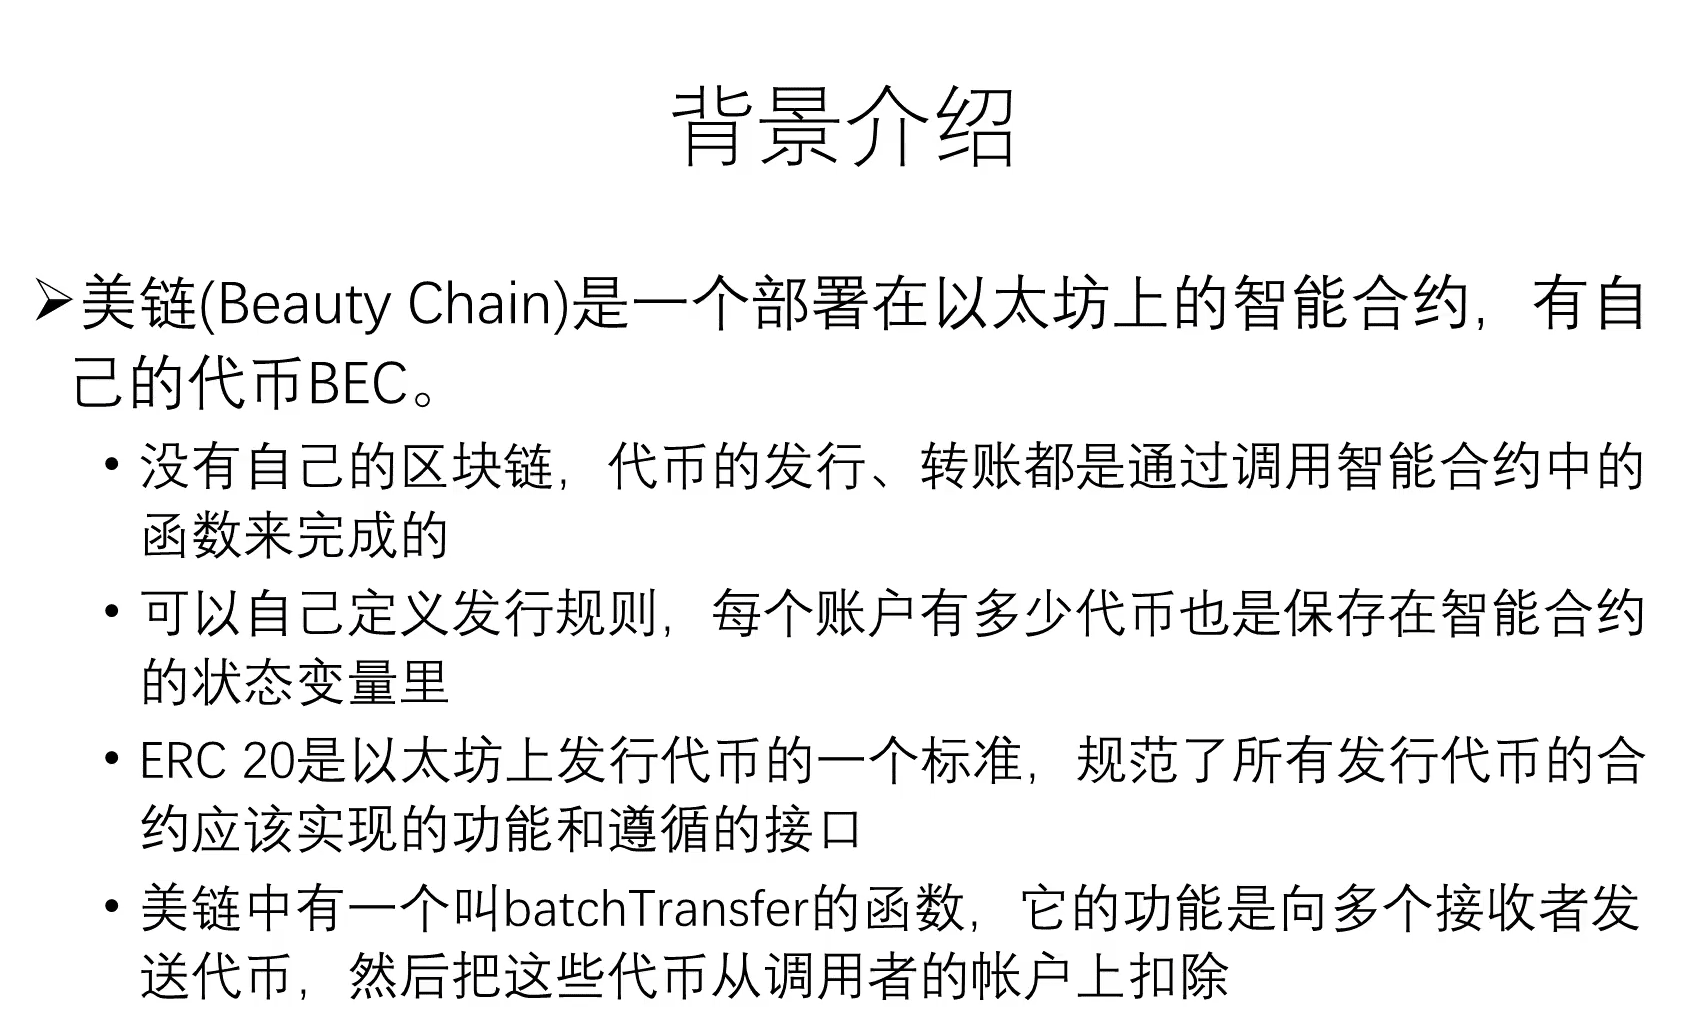 背景介绍
➢美链(Beauty Chain)是一个部署在以太坊上的智能合约，有自
己的代币BEC。
• 没有自己的区块链，代币的发行、转账都是通过调用智能合约中的
函数来完成的
• 可以自己定义发行规则，每个账户有多少代币也是保存在智能合约
的状态变量里
• ERC 20是以太坊上发行代币的一个标准，规范了所有发行代币的合
约应该实现的功能和遵循的接口
• 美链中有一个叫batchTransfer的函数，它的功能是向多个接收者发
送代币，然后把这些代币从调用者的帐户上扣除